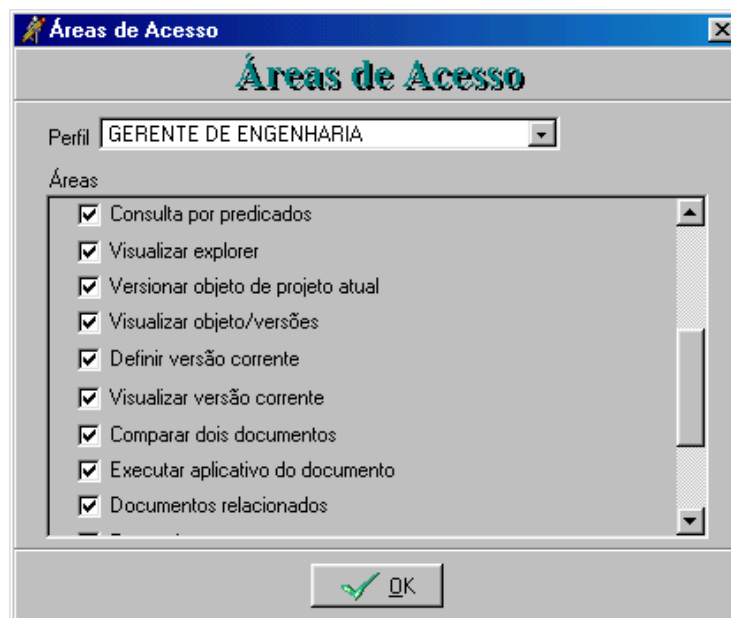 Áreas de Acesso
Áreas de Acesso
Perfil GERENTE DE ENGENHARIA
Áreas
Consulta por predicados
Visualizar explorer
Versionar objeto de projeto atual
Visualizar objeto/versões
Definir versão corrente
Visualizar versão corrente
Comparar dois documentos
Executar aplicativo do documento
Documentos relacionados
OK